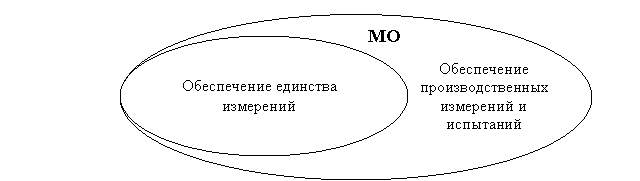 МО
Обеспечение единства
измерений
Обеспечение
производственных
измерений и
испытаний